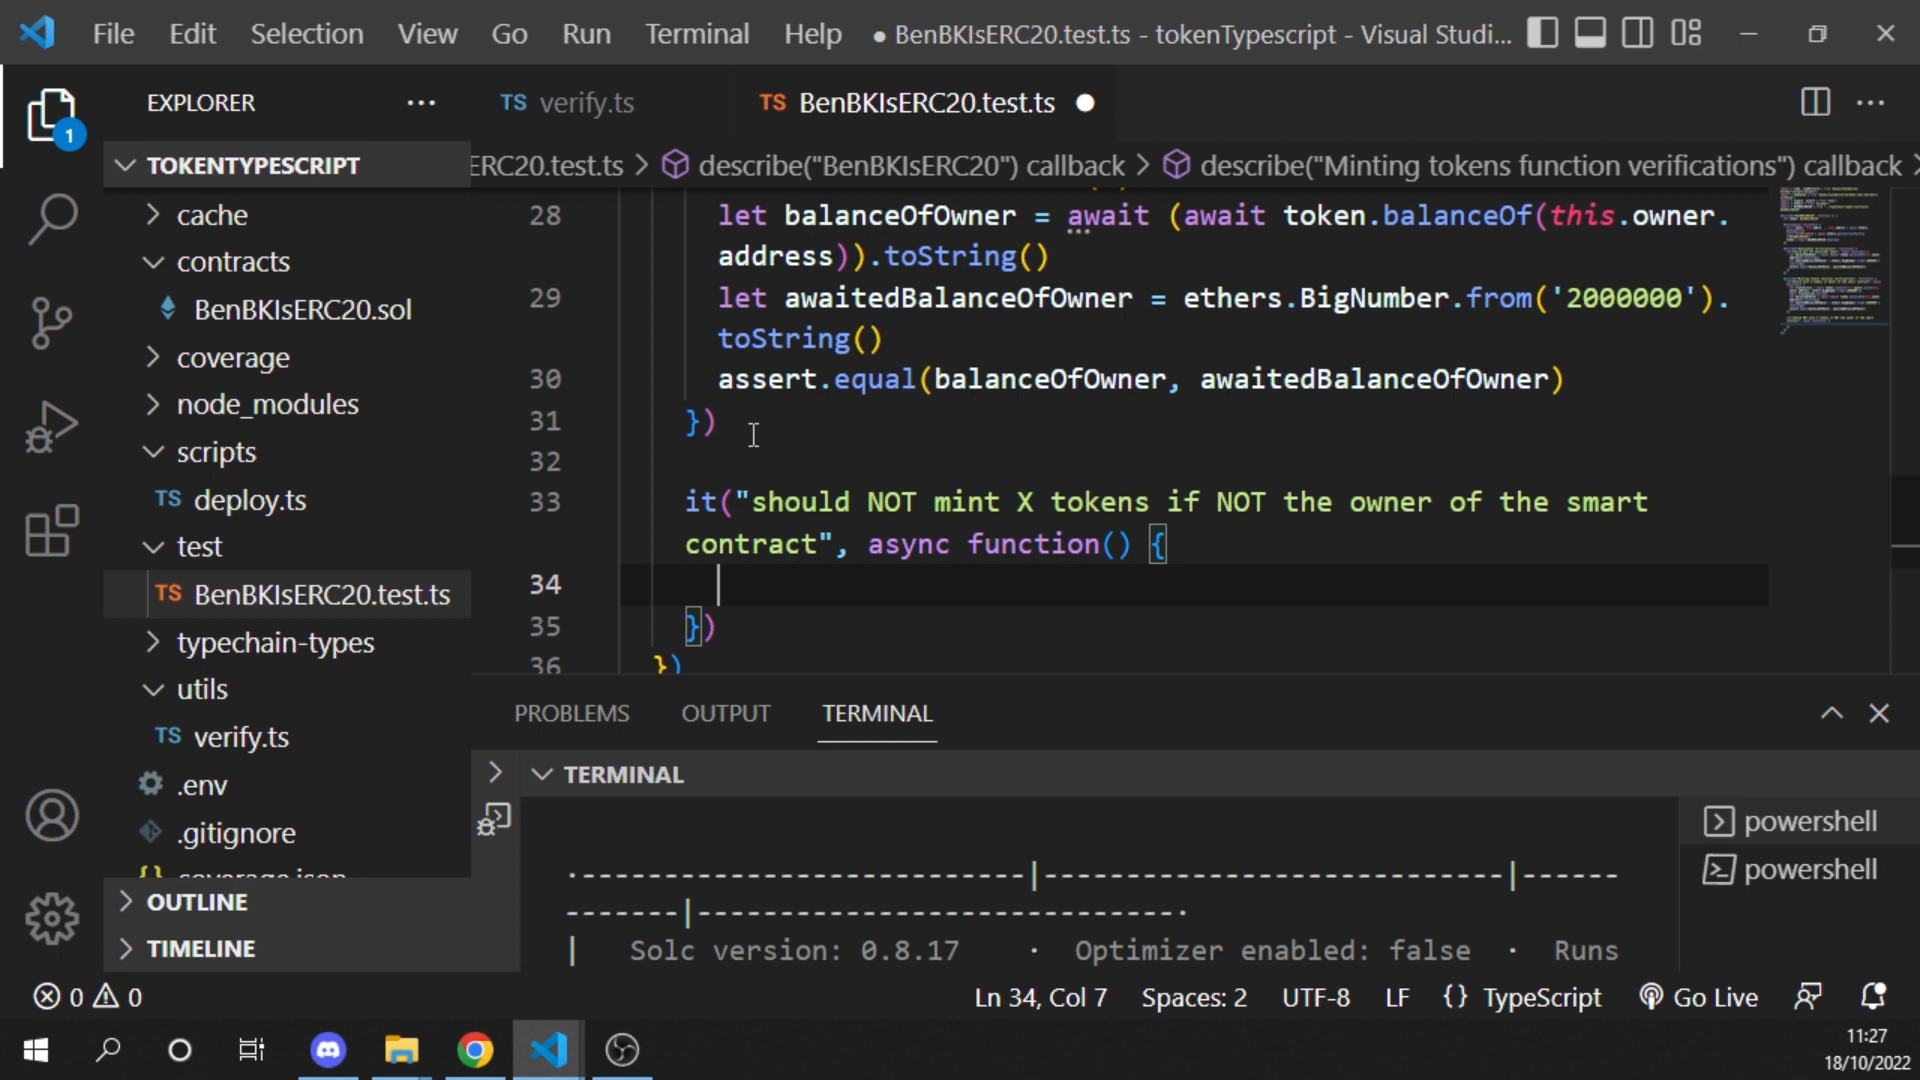 File Edit Selection View Go Run Terminal Help ● BenBKIsERC20.test.ts - tokenTypescript - Visual Studi...
EXPLORER ...
TS verify.ts
TS BenBKIsERC20.test.ts
TOKENTYPESCRIPT
ERC20.test.ts > describe("BenBKIsERC20") callback > describe("Minting tokens function verifications") callback >
cache
contracts
BenBKIsERC20.sol
coverage
node_modules
scripts
TS deploy.ts
test
TS BenBKIsERC20.test.ts
typechain-types
utils
TS verify.ts
.env
.gitignore
OUTLINE
TIMELINE
28 let balanceOfOwner = await (await token.balanceOf(this.owner.
address)).toString()
29 let awaitedBalanceOfOwner = ethers.BigNumber.from('2000000').
toString()
30 assert.equal(balanceOfOwner, awaitedBalanceOfOwner)
31 })
32
33 it("should NOT mint X tokens if NOT the owner of the smart
contract", async function() {
34
35 })
36 })
PROBLEMS OUTPUT TERMINAL
TERMINAL
·----------------------------|----------------------------|------
-------|-----------------------------·
| Solc version: 0.8.17 · Optimizer enabled: false · Runs
powershell
powershell
1
0 0
Ln 34, Col 7 Spaces: 2 UTF-8 LF {} TypeScript Go Live
11:27
18/10/2022